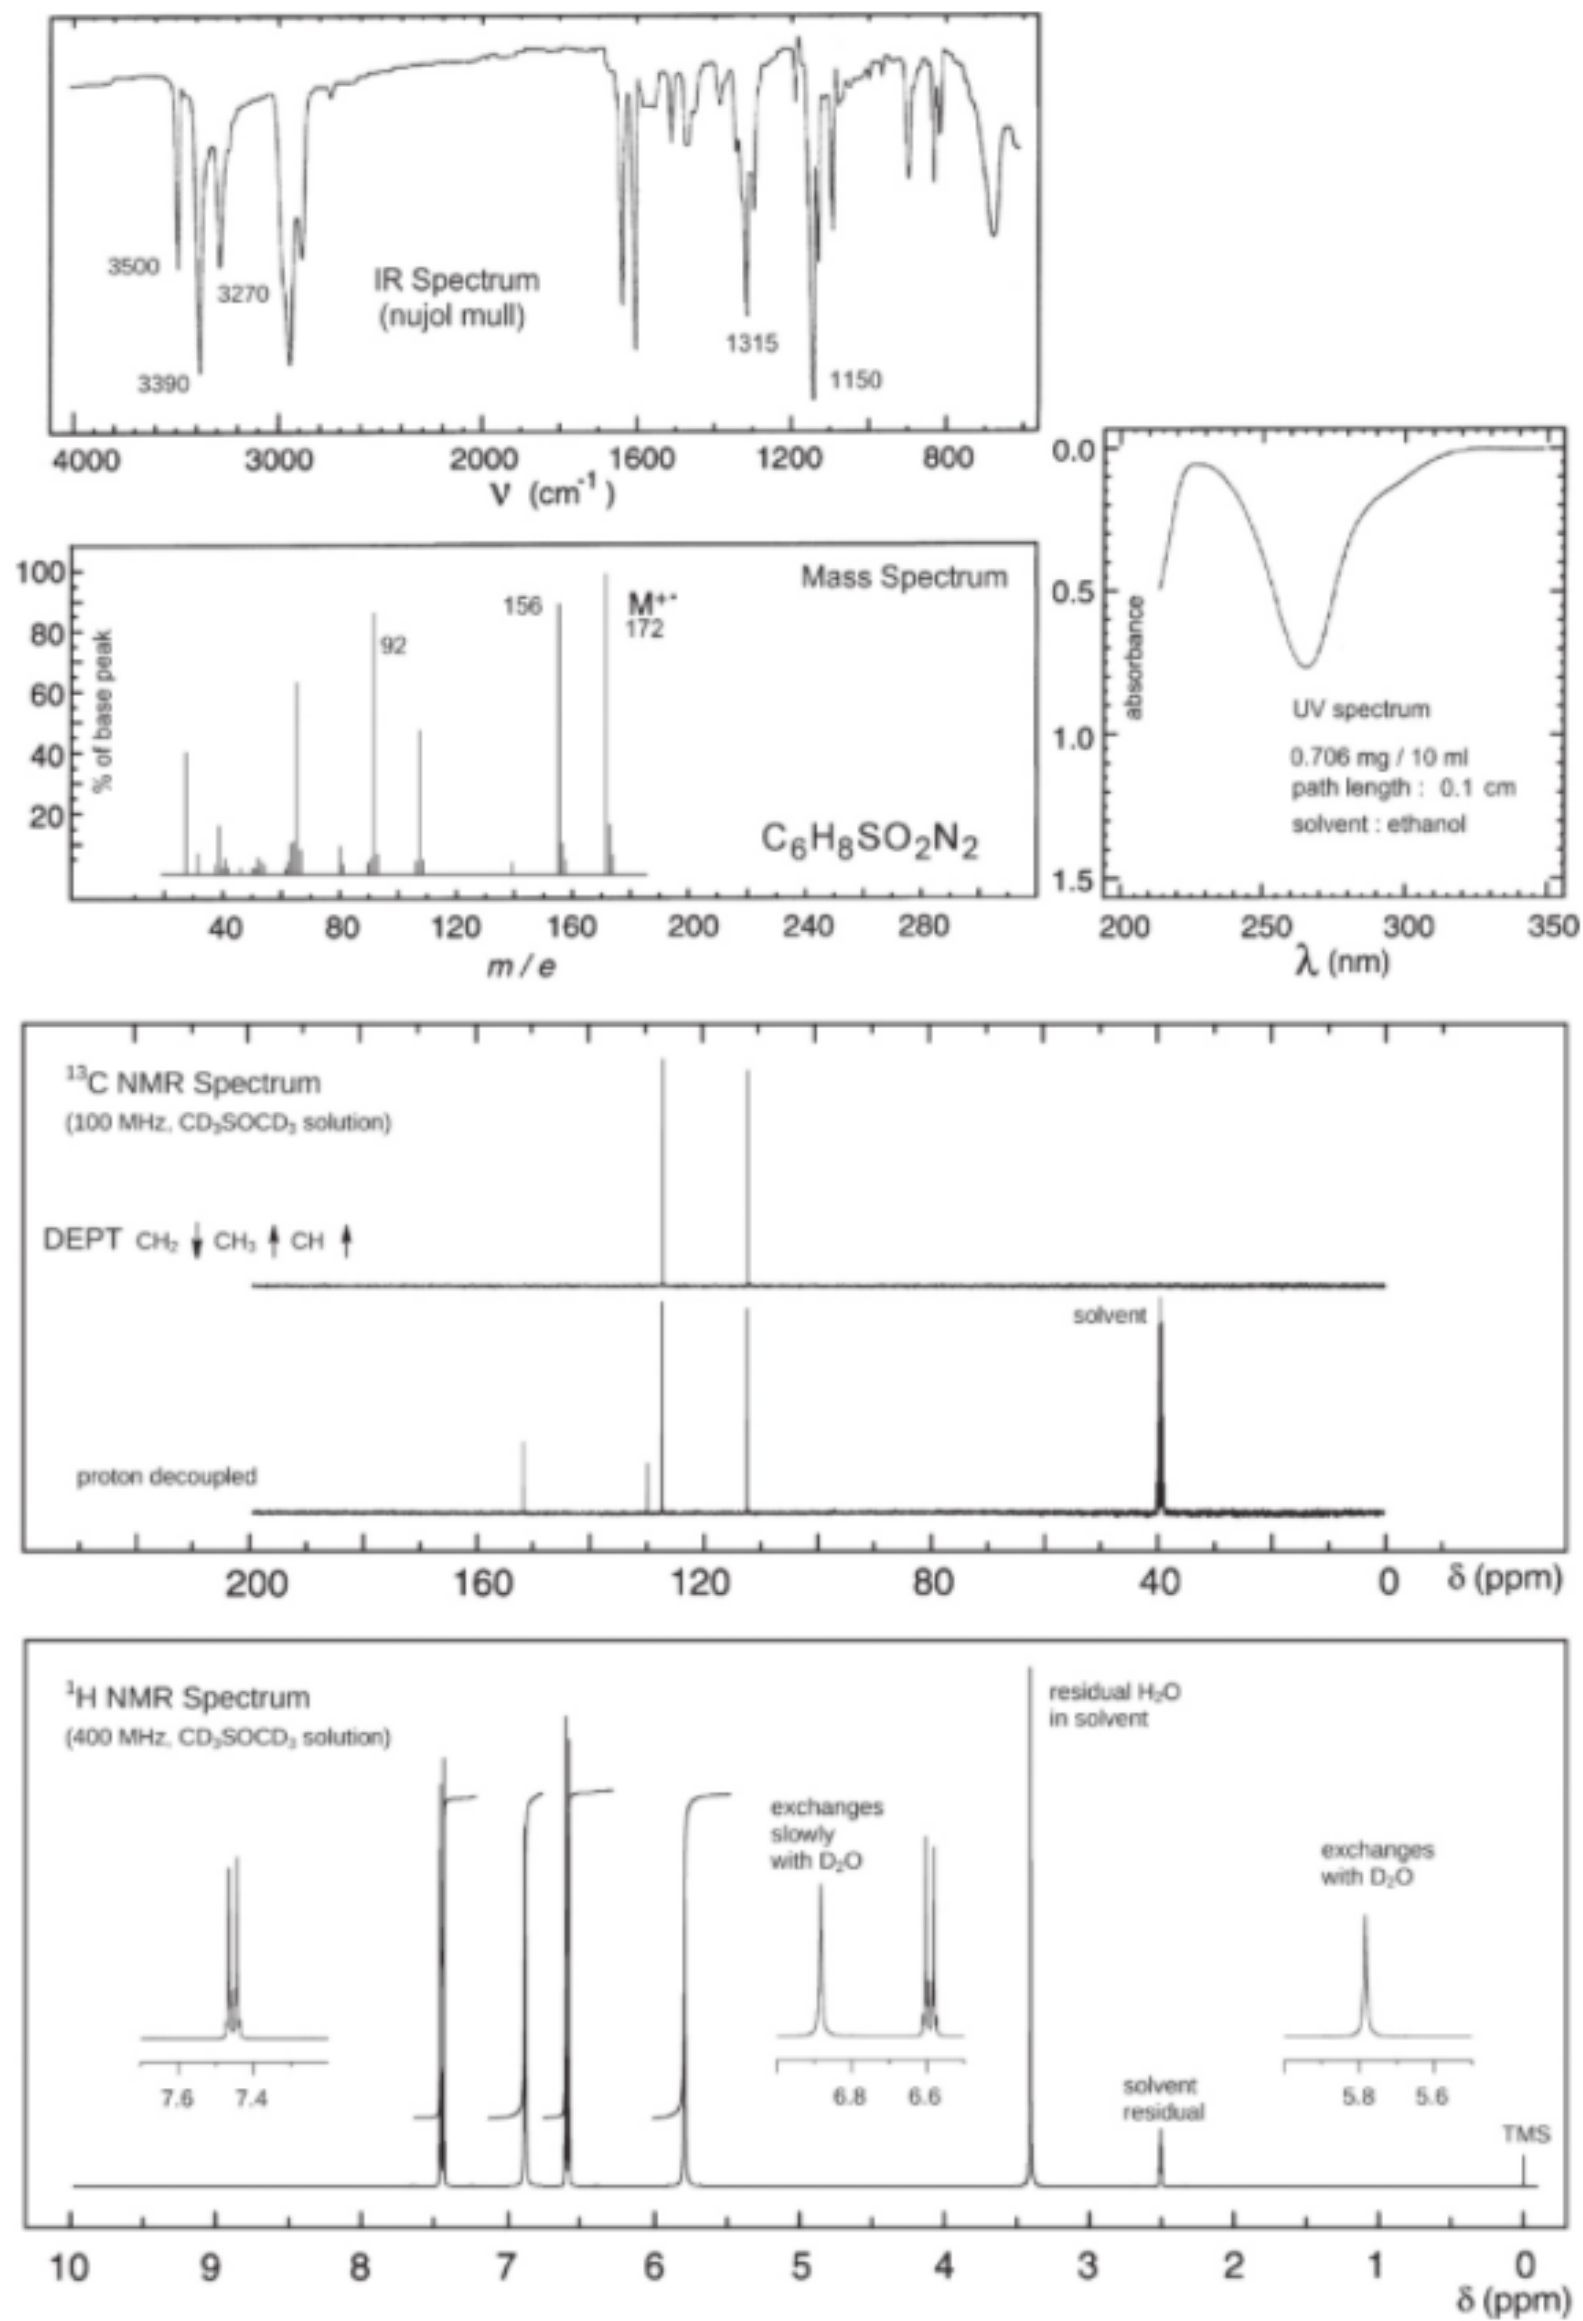 3500
3270
3390
IR Spectrum
(nujol mull)
1315
1150
4000 3000 2000 1600 1200 800
ν (cm-1 )
100
80
60
40
20
% of base peak
Mass Spectrum
156
M+·
172
92
C6H8SO2N2
40 80 120 160 200 240 280
m / e
0.0
0.5
1.0
1.5
absorbance
UV spectrum
0.706 mg / 10 ml
path length : 0.1 cm
solvent : ethanol
200 250 300 350
λ (nm)
13C NMR Spectrum
(100 MHz, CD3SOCD3 solution)
DEPT CH2 ↓ CH3 ↑ CH ↑
solvent
proton decoupled
200 160 120 80 40 0 δ (ppm)
1H NMR Spectrum
(400 MHz, CD3SOCD3 solution)
residual H2O
in solvent
exchanges
slowly
with D2O
exchanges
with D2O
7.6 7.4
6.8 6.6
5.8 5.6
solvent
residual
TMS
10 9 8 7 6 5 4 3 2 1 0
δ (ppm)